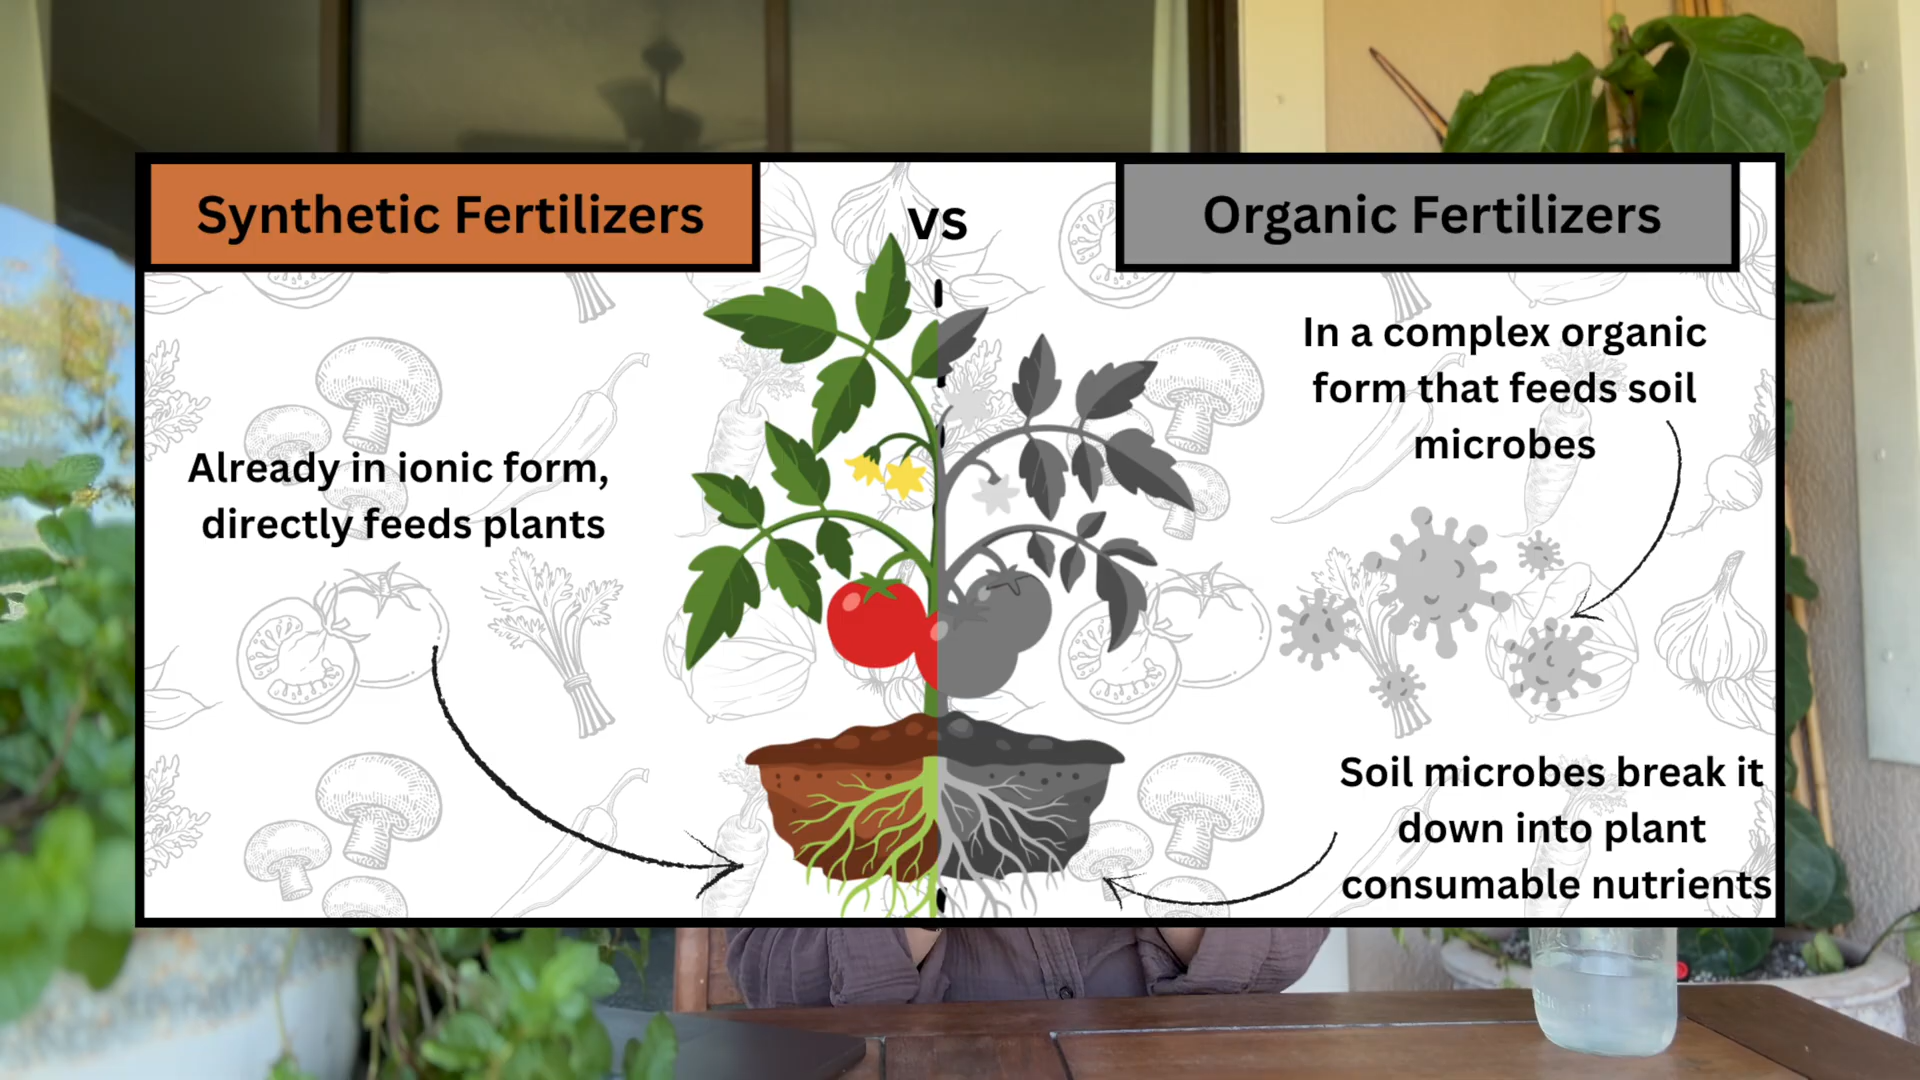 Synthetic Fertilizers
VS
Organic Fertilizers
Already in ionic form,
directly feeds plants
In a complex organic
form that feeds soil
microbes
Soil microbes break it
down into plant
consumable nutrients